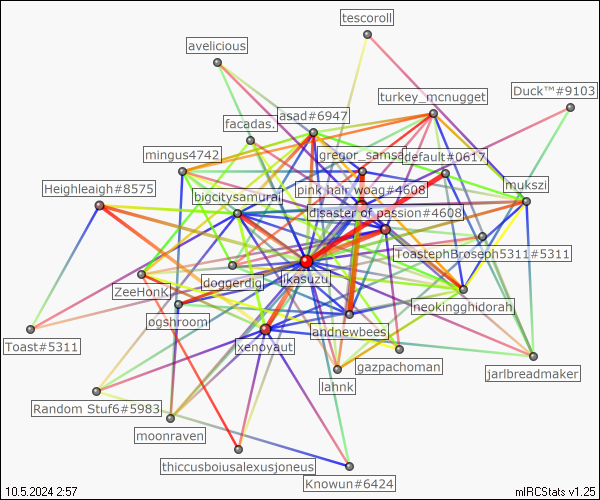 tescoroll
avelicious
Duck™#9103
turkey_mcnugget
asad#6947
facadas.
gregor_samsa
default#0617
mingus4742
Heighleaigh#8575
pink hair woag#4608
mukszi
bigcitysamurai
disaster of passion#4608
ToastephBroseph5311#5311
doggerdig
ikasuzu
ZeeHonK
neokingghidorah
ogshroom
andnewbees
Toast#5311
xenoyaut
gazpachoman
jarlbreadmaker
lahnk
Random Stuf6#5983
moonraven
thiccusboiusalexusjoneus
Knowun#6424
10.5.2024 2:57
mIRCStats v1.25